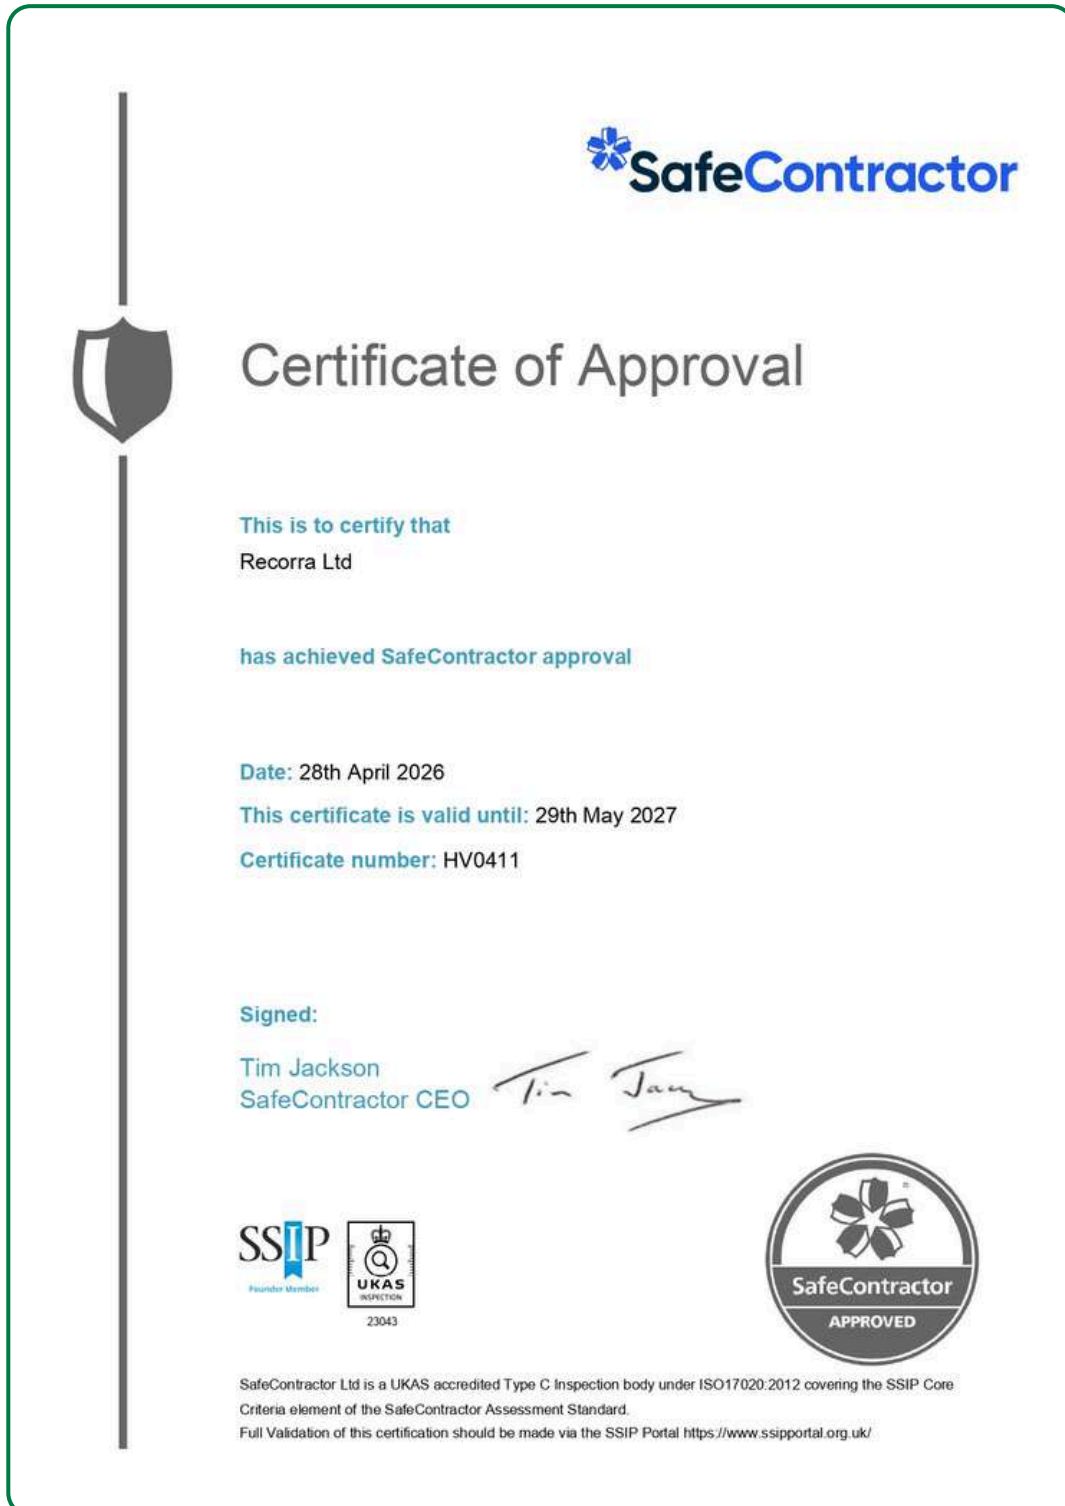 SafeContractor
Certificate of Approval
This is to certify that
Recorra Ltd
has achieved SafeContractor approval
Date: 28th April 2026
This certificate is valid until: 29th May 2027
Certificate number: HV0411
Signed:
Tim Jackson
SafeContractor CEO
Tim Jack
SSIP
Founder Member
UKAS
INSPECTION
23043
®
SafeContractor
APPROVED
SafeContractor Ltd is a UKAS accredited Type C Inspection body under ISO17020:2012 covering the SSIP Core
Criteria element of the SafeContractor Assessment Standard.
Full Validation of this certification should be made via the SSIP Portal https://www.ssipportal.org.uk/